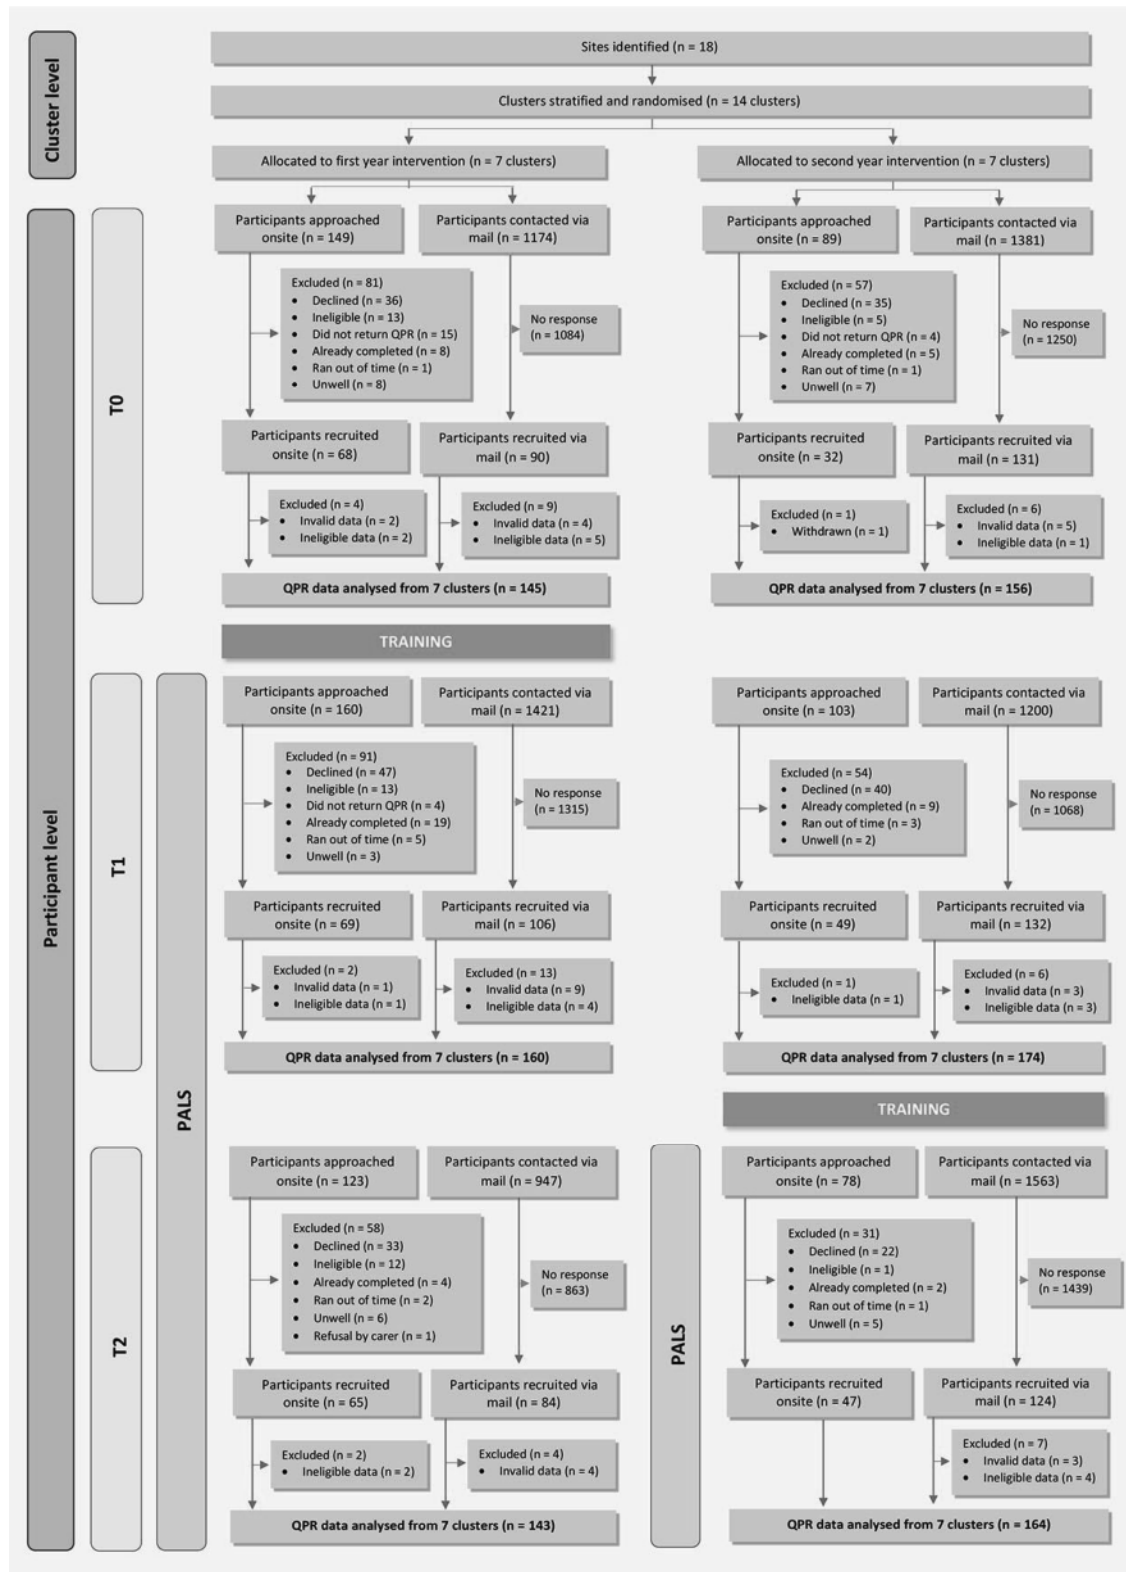 Cluster level
Sites identified (n = 18)
Clusters stratified and randomised (n = 14 clusters)
Allocated to first year intervention (n = 7 clusters)
Allocated to second year intervention (n = 7 clusters)
Participant level
T0
Participants approached
onsite (n = 149)
Participants contacted via
mail (n = 1174)
Excluded (n = 81)
• Declined (n = 36)
• Ineligible (n = 13)
• Did not return QPR (n = 15)
• Already completed (n = 8)
• Ran out of time (n = 1)
• Unwell (n = 8)
No response
(n = 1084)
Participants recruited
onsite (n = 68)
Participants recruited via
mail (n = 90)
Excluded (n = 4)
• Invalid data (n = 2)
• Ineligible data (n = 2)
Excluded (n = 9)
• Invalid data (n = 4)
• Ineligible data (n = 5)
QPR data analysed from 7 clusters (n = 145)
Participants approached
onsite (n = 89)
Participants contacted via
mail (n = 1381)
Excluded (n = 57)
• Declined (n = 35)
• Ineligible (n = 5)
• Did not return QPR (n = 4)
• Already completed (n = 5)
• Ran out of time (n = 1)
• Unwell (n = 7)
No response
(n = 1250)
Participants recruited
onsite (n = 32)
Participants recruited via
mail (n = 131)
Excluded (n = 1)
• Withdrawn (n = 1)
Excluded (n = 6)
• Invalid data (n = 5)
• Ineligible data (n = 1)
QPR data analysed from 7 clusters (n = 156)
TRAINING
T1
PALS
Participants approached
onsite (n = 160)
Participants contacted via
mail (n = 1421)
Excluded (n = 91)
• Declined (n = 47)
• Ineligible (n = 13)
• Did not return QPR (n = 4)
• Already completed (n = 19)
• Ran out of time (n = 5)
• Unwell (n = 3)
No response
(n = 1315)
Participants recruited
onsite (n = 69)
Participants recruited via
mail (n = 106)
Excluded (n = 2)
• Invalid data (n = 1)
• Ineligible data (n = 1)
Excluded (n = 13)
• Invalid data (n = 9)
• Ineligible data (n = 4)
QPR data analysed from 7 clusters (n = 160)
Participants approached
onsite (n = 103)
Participants contacted via
mail (n = 1200)
Excluded (n = 54)
• Declined (n = 40)
• Already completed (n = 9)
• Ran out of time (n = 3)
• Unwell (n = 2)
No response
(n = 1068)
Participants recruited
onsite (n = 49)
Participants recruited via
mail (n = 132)
Excluded (n = 1)
• Ineligible data (n = 1)
Excluded (n = 6)
• Invalid data (n = 3)
• Ineligible data (n = 3)
QPR data analysed from 7 clusters (n = 174)
TRAINING
T2
Participants approached
onsite (n = 123)
Participants contacted via
mail (n = 947)
Excluded (n = 58)
• Declined (n = 33)
• Ineligible (n = 12)
• Already completed (n = 4)
• Ran out of time (n = 2)
• Unwell (n = 6)
• Refusal by carer (n = 1)
No response
(n = 863)
Participants recruited
onsite (n = 65)
Participants recruited via
mail (n = 84)
Excluded (n = 2)
• Ineligible data (n = 2)
Excluded (n = 4)
• Invalid data (n = 4)
QPR data analysed from 7 clusters (n = 143)
PALS
Participants approached
onsite (n = 78)
Participants contacted via
mail (n = 1563)
Excluded (n = 31)
• Declined (n = 22)
• Ineligible (n = 1)
• Already completed (n = 2)
• Ran out of time (n = 1)
• Unwell (n = 5)
No response
(n = 1439)
Participants recruited
onsite (n = 47)
Participants recruited via
mail (n = 124)
Excluded (n = 7)
• Invalid data (n = 3)
• Ineligible data (n = 4)
QPR data analysed from 7 clusters (n = 164)